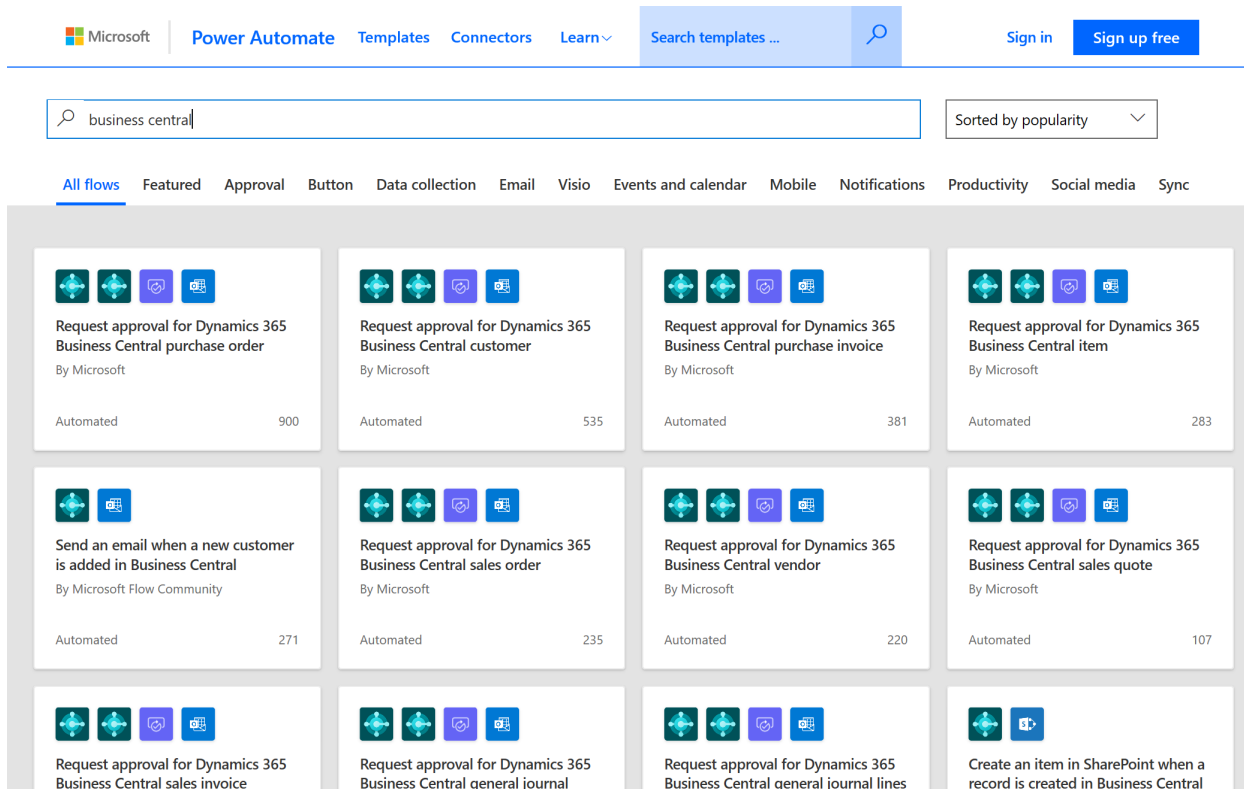 Microsoft
Power Automate
Templates
Connectors
Learn
Search templates ...
Sign in
Sign up free
business central
Sorted by popularity
All flows
Featured
Approval
Button
Data collection
Email
Visio
Events and calendar
Mobile
Notifications
Productivity
Social media
Sync
Request approval for Dynamics 365
Business Central purchase order
By Microsoft
Automated
900
Request approval for Dynamics 365
Business Central customer
By Microsoft
Automated
535
Request approval for Dynamics 365
Business Central purchase invoice
By Microsoft
Automated
381
Request approval for Dynamics 365
Business Central item
By Microsoft
Automated
283
Send an email when a new customer
is added in Business Central
By Microsoft Flow Community
Automated
271
Request approval for Dynamics 365
Business Central sales order
By Microsoft
Automated
235
Request approval for Dynamics 365
Business Central vendor
By Microsoft
Automated
220
Request approval for Dynamics 365
Business Central sales quote
By Microsoft
Automated
107
Request approval for Dynamics 365
Business Central sales invoice
Request approval for Dynamics 365
Business Central general journal
Request approval for Dynamics 365
Business Central general journal lines
Create an item in SharePoint when a
record is created in Business Central